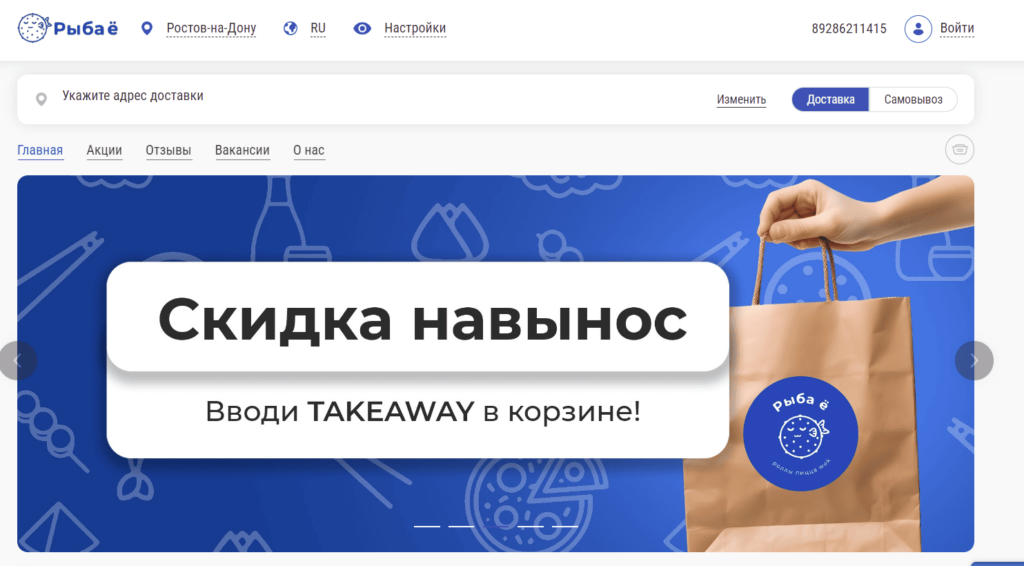 Рыба ё
Ростов-на-Дону
RU
Настройки
89286211415
Войти
Укажите адрес доставки
Изменить
Доставка
Самовывоз
Главная
Акции
Отзывы
Вакансии
О нас
Скидка навынос
Вводи TAKEAWAY в корзине!
Рыба ё
роллы пицца wok